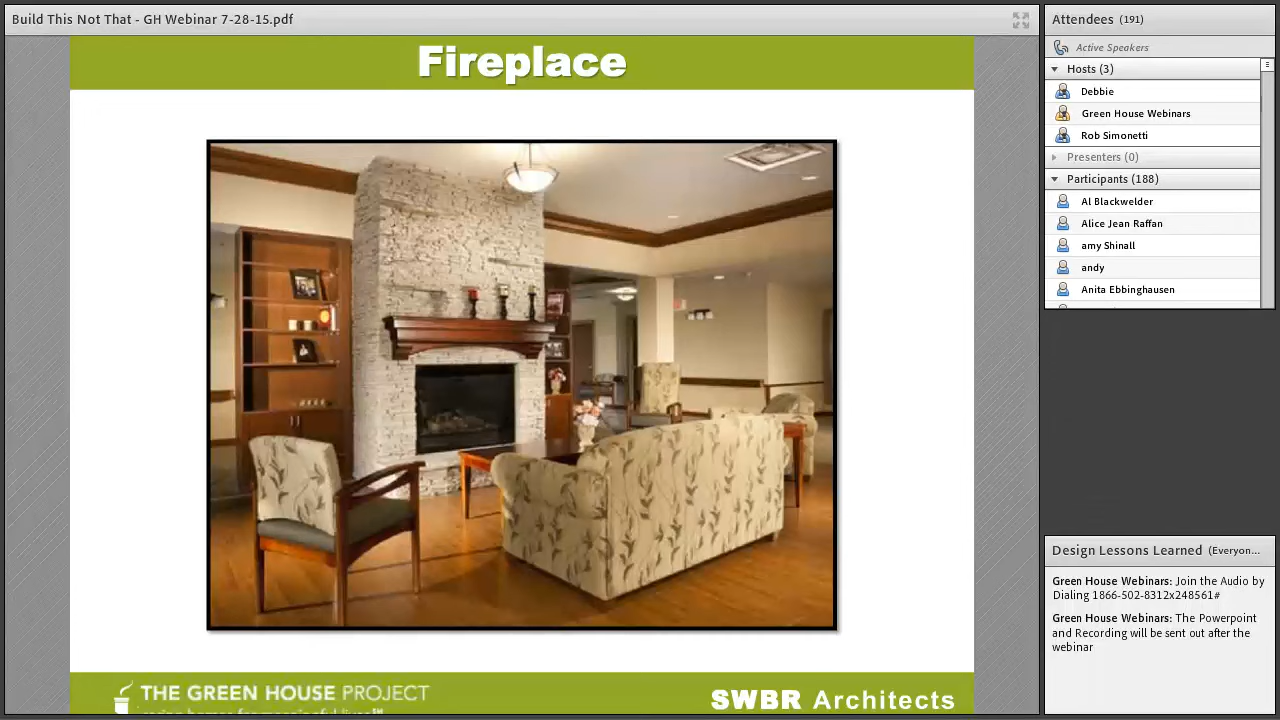 Build This Not That - GH Webinar 7-28-15.pdf
Fireplace
THE GREEN HOUSE PROJECT
SWBR Architects
Attendees (191)
Active Speakers
Hosts (3)
Debbie
Green House Webinars
Rob Simonetti
Presenters (0)
Participants (188)
Al Blackwelder
Alice Jean Raffan
amy Shinall
andy
Anita Ebbinghausen
Design Lessons Learned (Everyon...
Green House Webinars: Join the Audio by
Dialing 1866-502-8312x248561#
Green House Webinars: The Powerpoint
and Recording will be sent out after the
webinar